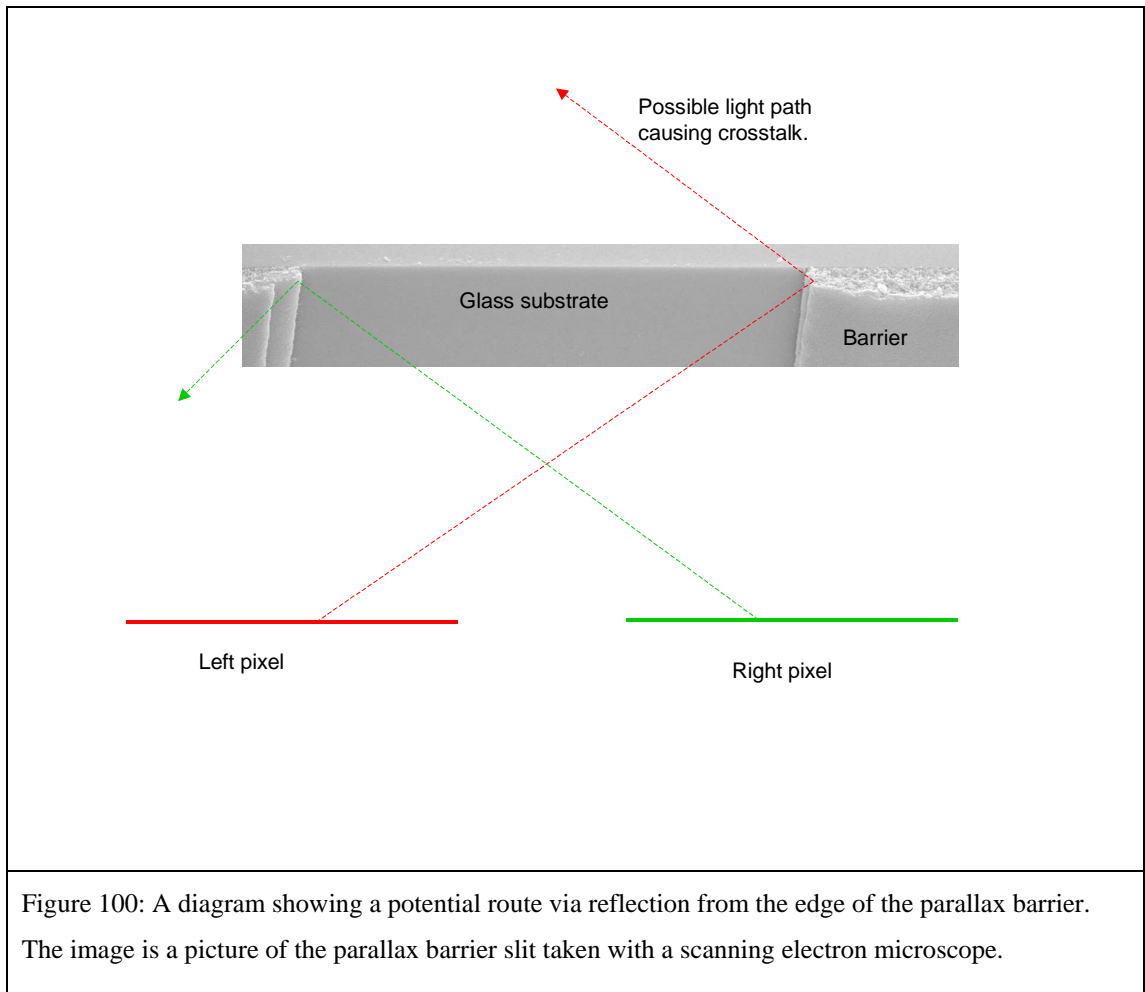 Possible light path
causing crosstalk.
Glass substrate
Barrier
Left pixel
Right pixel
Figure 100: A diagram showing a potential route via reflection from the edge of the parallax barrier.
The image is a picture of the parallax barrier slit taken with a scanning electron microscope.